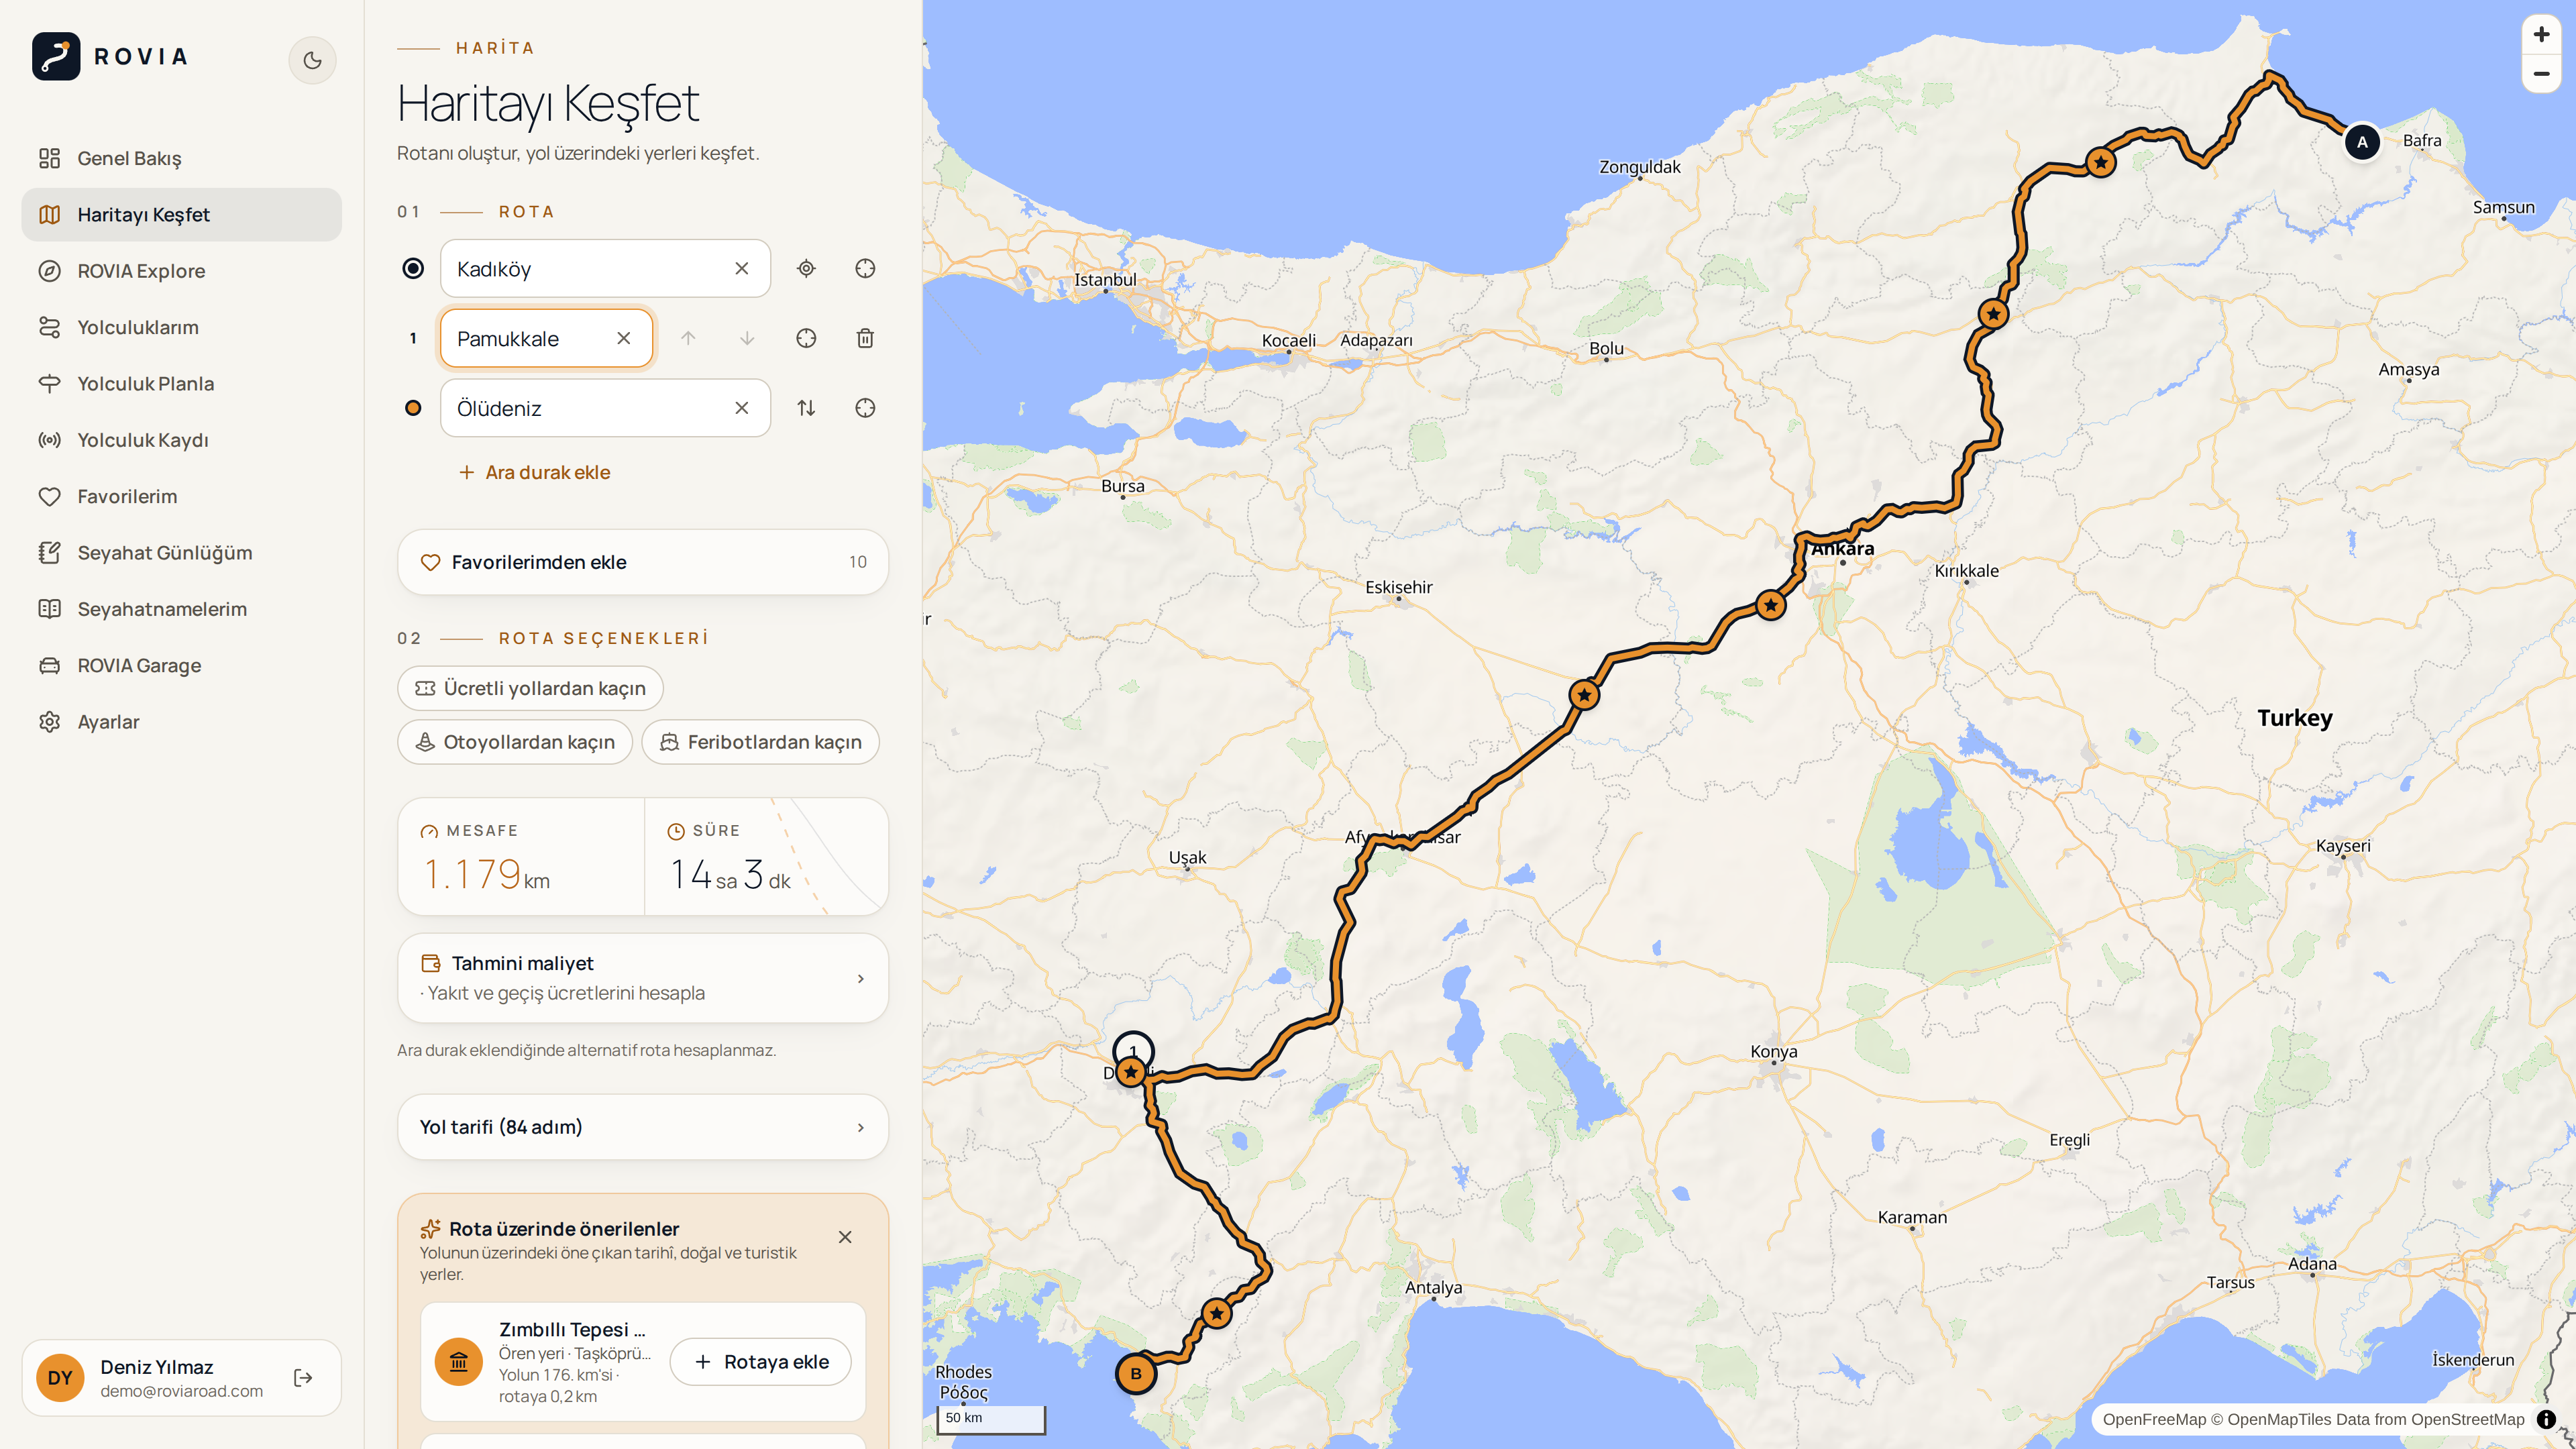 ROVIA
Genel Bakış
Haritayı Keşfet
ROVIA Explore
Yolculuklarım
Yolculuk Planla
Yolculuk Kaydı
Favorilerim
Seyahat Günlüğüm
Seyahatnamelerim
ROVIA Garage
Ayarlar
DY
Deniz Yılmaz
demo@roviaroad.com
HARİTA
Haritayı Keşfet
Rotanı oluştur, yol üzerindeki yerleri keşfet.
01 ROTA
Kadıköy
1 Pamukkale
Ölüdeniz
+ Ara durak ekle
Favorilerimden ekle 10
02 ROTA SEÇENEKLERİ
Ücretli yollardan kaçın
Otoyollardan kaçın
Feribotlardan kaçın
MESAFE
1.179 km
SÜRE
14 sa 3 dk
Tahmini maliyet
· Yakıt ve geçiş ücretlerini hesapla
Ara durak eklendiğinde alternatif rota hesaplanmaz.
Yol tarifi (84 adım)
Rota üzerinde önerilenler
Yolunun üzerindeki öne çıkan tarihî, doğal ve turistik
yerler.
Zımbıllı Tepesi ...
Ören yeri · Taşköprü...
Yolun 176. km'si ·
rotaya 0,2 km
+ Rotaya ekle
A
Bafra
Zonguldak
Samsun
Istanbul
Kocaeli
Adapazarı
Bolu
Amasya
Bursa
Ankara
Kırıkkale
Eskisehir
Turkey
Uşak
Kayseri
1
Konya
Eregli
Karaman
Adana
Tarsus
Antalya
İskenderun
B
Rhodes
Ρόδος
50 km
OpenFreeMap © OpenMapTiles Data from OpenStreetMap